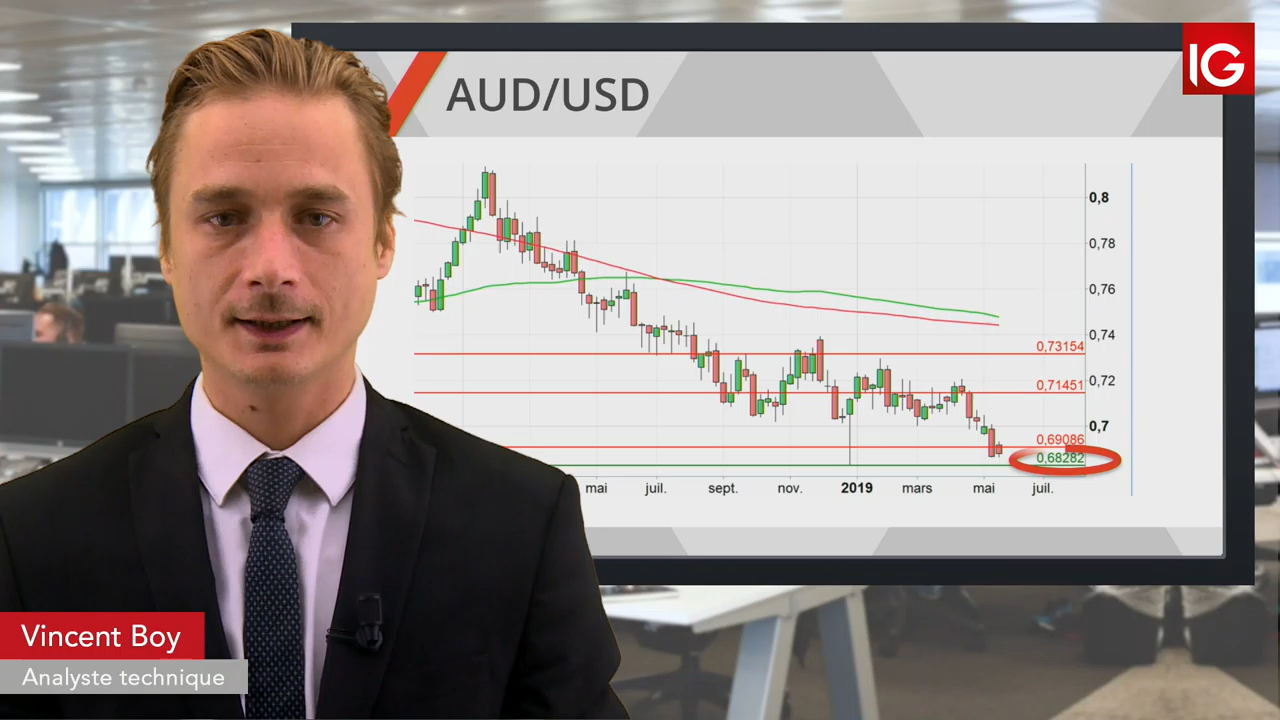 IG
AUD/USD
0,8
0,78
0,76
0,74
0,73154
0,72
0,71451
0,7
0,69086
0,68282
mai juil. sept. nov. 2019 mars mai juil.
Vincent Boy
Analyste technique